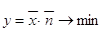 y = x̄ · n̄ → min